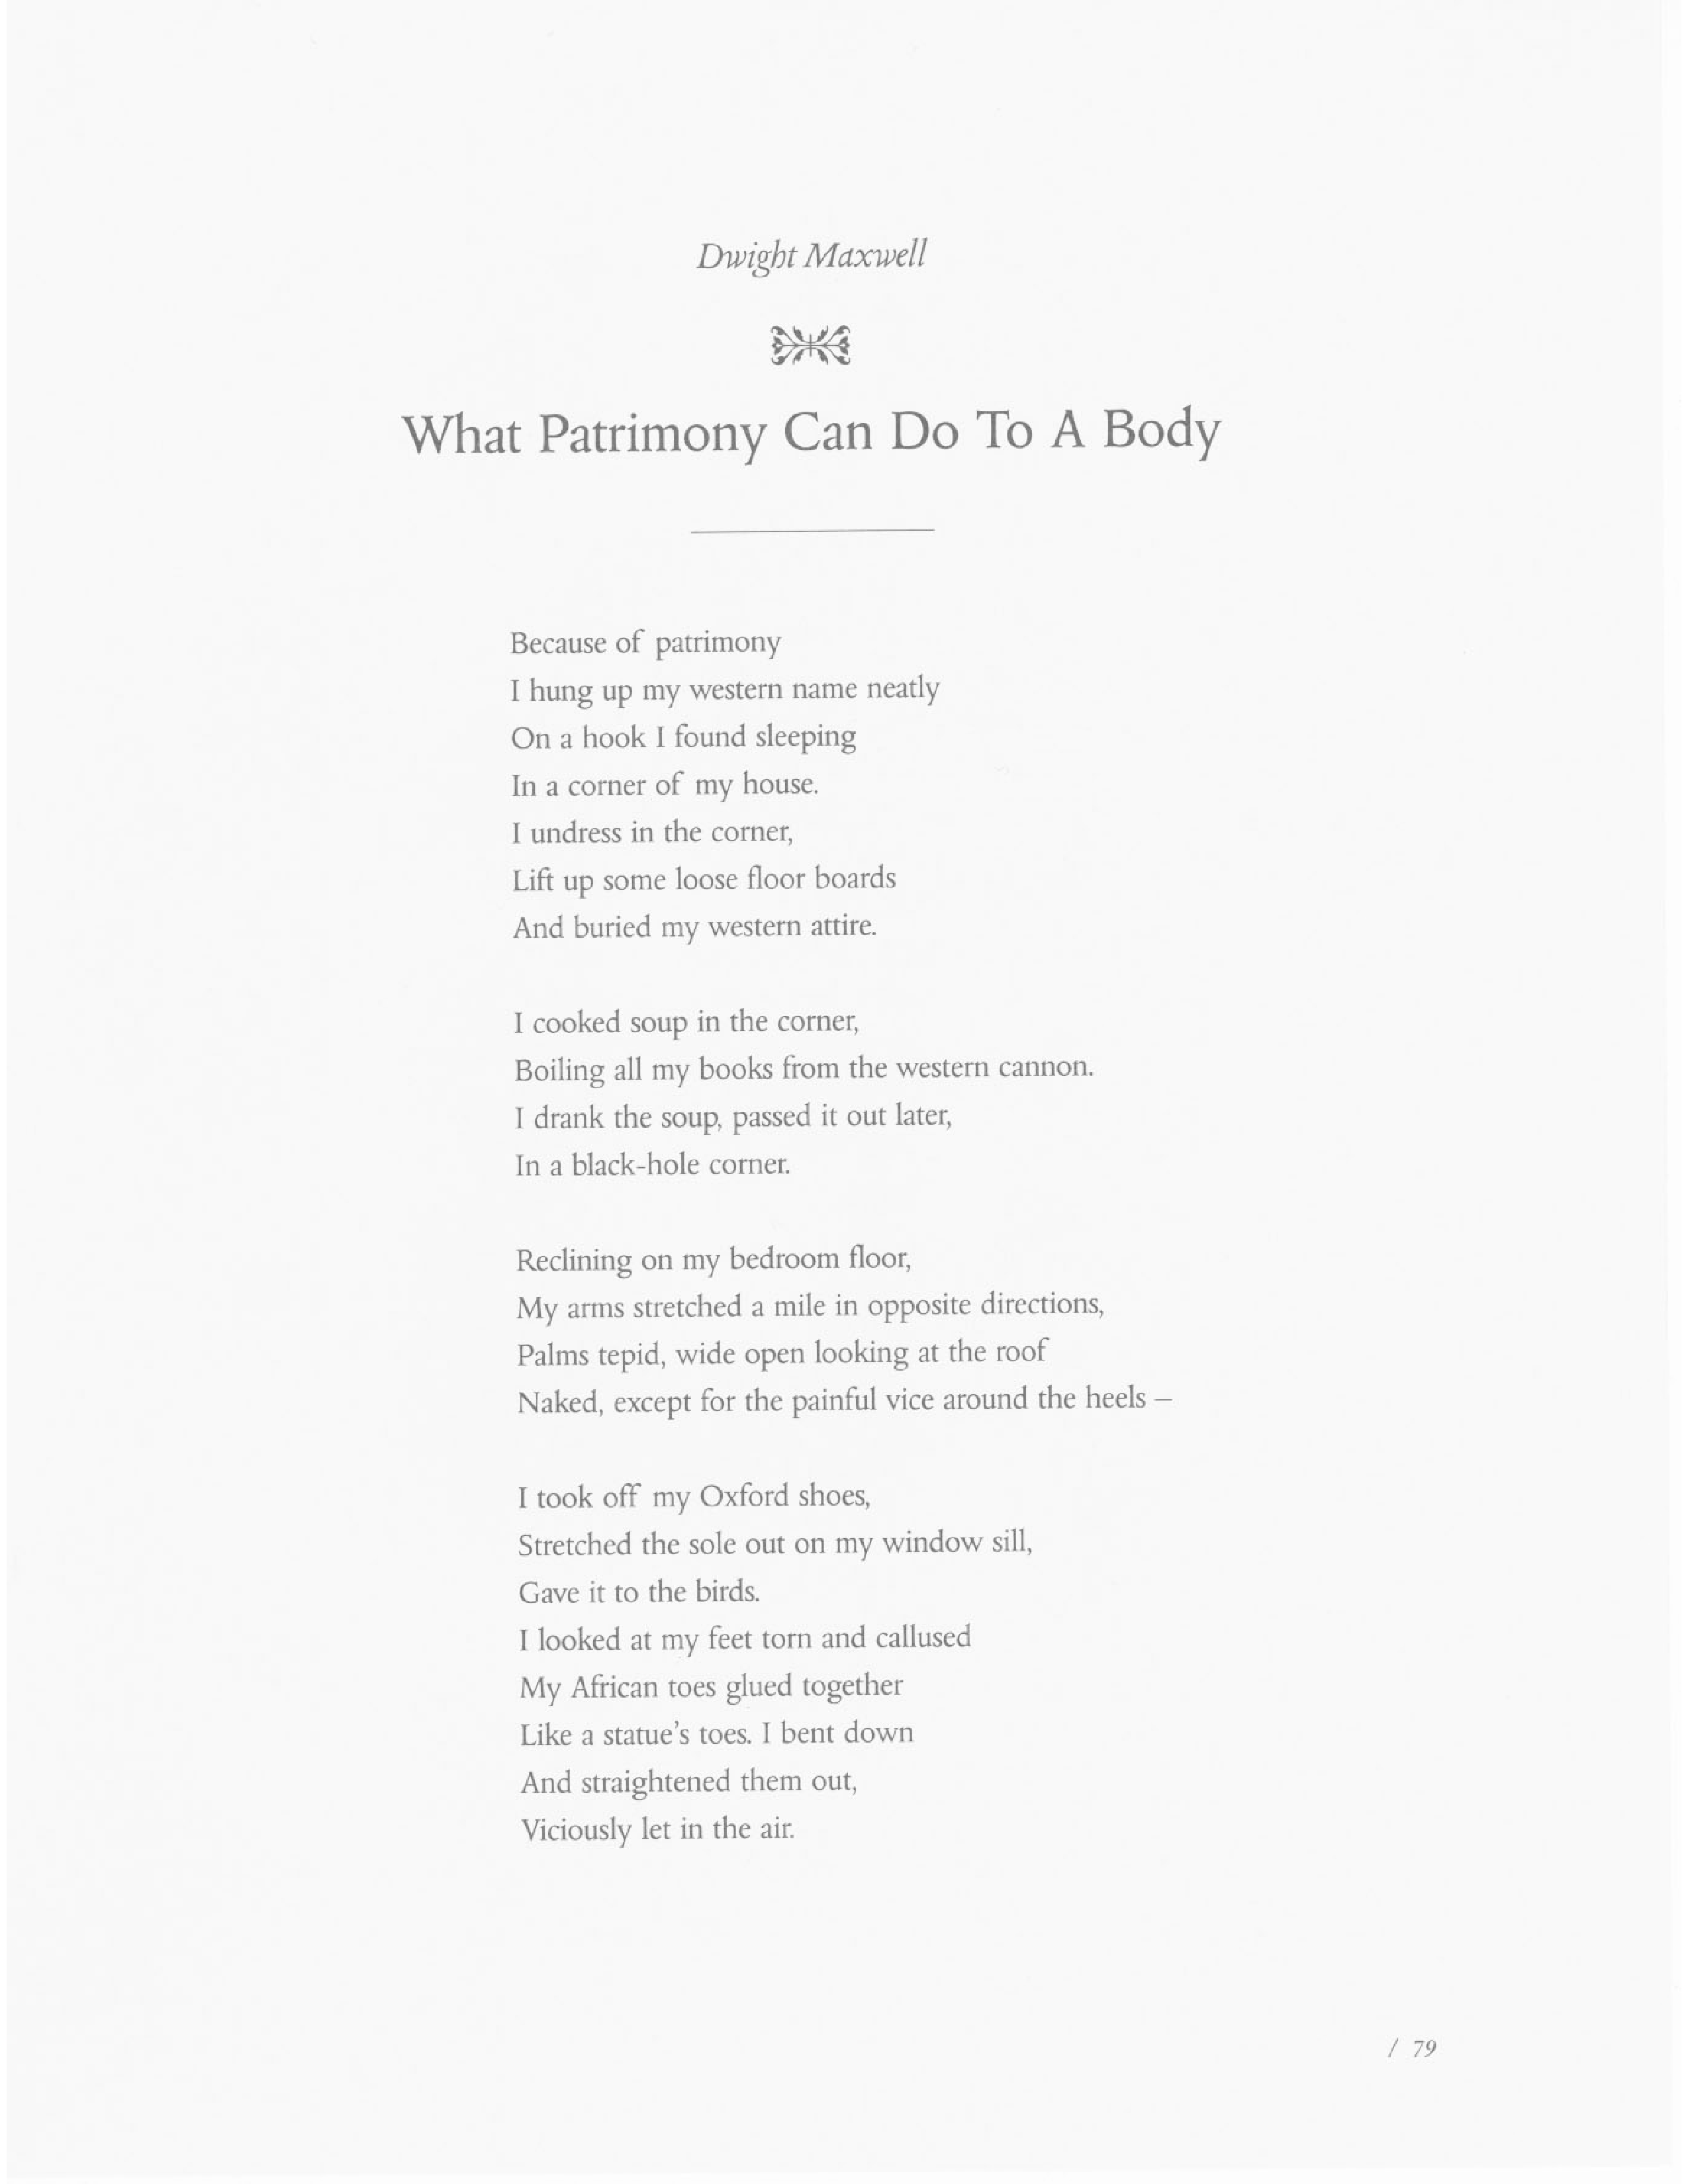 Dwight Maxwell
What Patrimony Can Do To A Body
Because of patrimony
I hung up my western name neatly
On a hook I found sleeping
In a corner of my house.
I undress in the corner,
Lift up some loose floor boards
And buried my western attire.
I cooked soup in the corner,
Boiling all my books from the western cannon.
I drank the soup, passed it out later,
In a black-hole corner.
Reclining on my bedroom floor,
My arms stretched a mile in opposite directions,
Palms tepid, wide open looking at the roof
Naked, except for the painful vice around the heels –
I took off my Oxford shoes,
Stretched the sole out on my window sill,
Gave it to the birds.
I looked at my feet torn and callused
My African toes glued together
Like a statue's toes. I bent down
And straightened them out,
Viciously let in the air.
/ 79